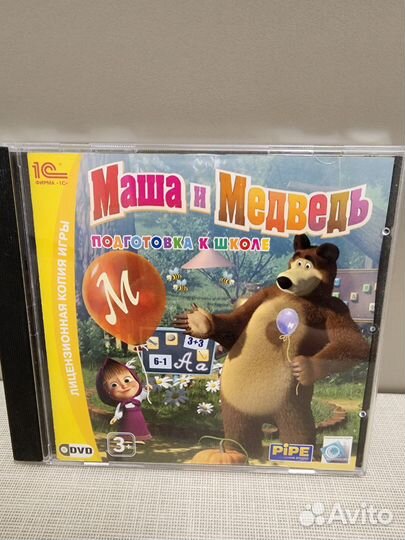 1С
ФИРМА «1С»
ЛИЦЕНЗИОННАЯ КОПИЯ ИГРЫ
Маша и Медведь
ПОДГОТОВКА К ШКОЛЕ
М
м
3+3
6-1
Аа
DVD
3+
PIPE
Avito